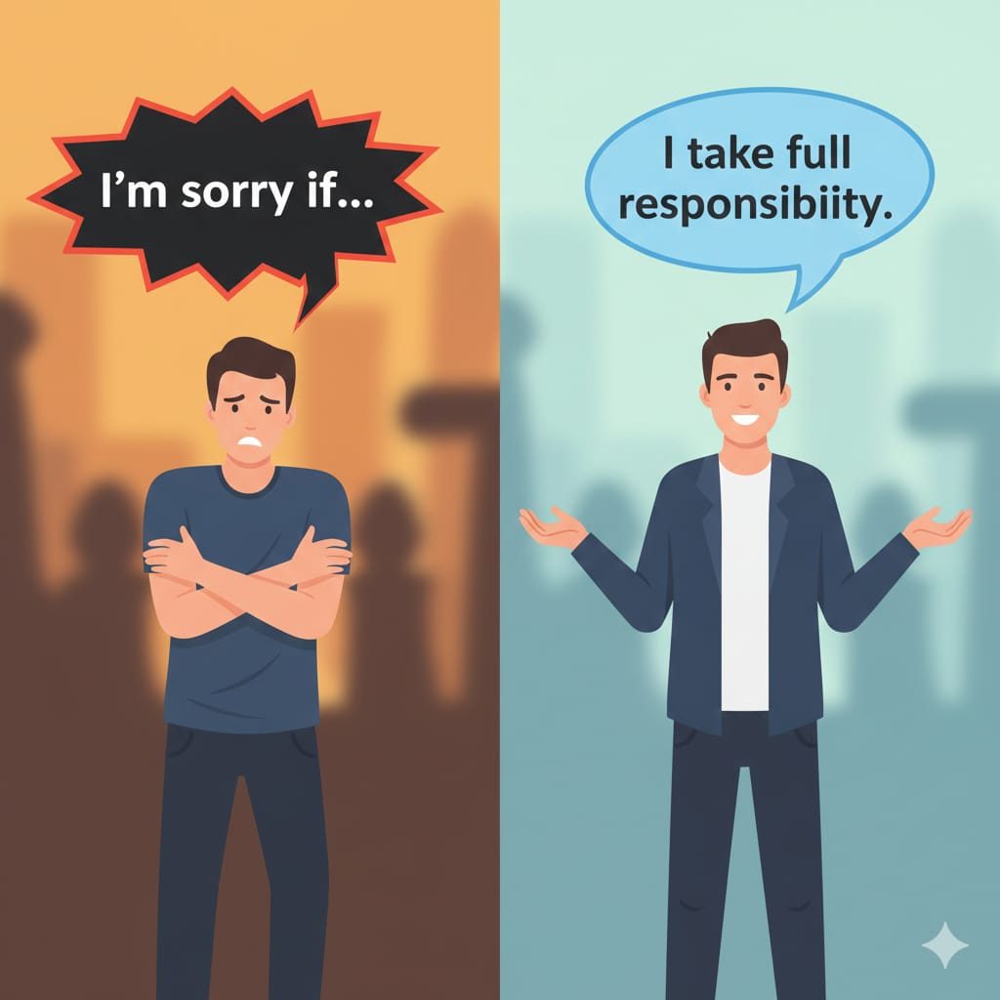 I’m sorry if...
I take full
responsibiity.